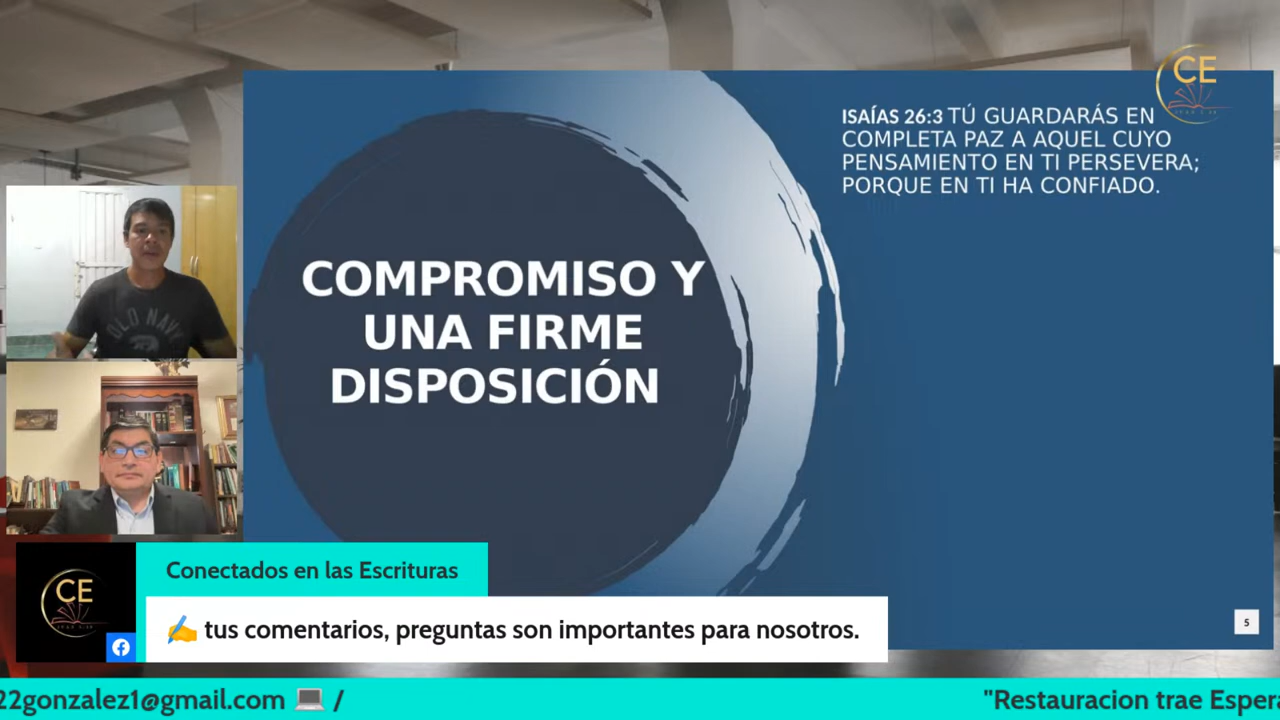 CE
ISAÍAS 26:3 TÚ GUARDARÁS EN
COMPLETA PAZ A AQUEL CUYO
PENSAMIENTO EN TI PERSEVERA;
PORQUE EN TI HA CONFIADO.
COMPROMISO Y
UNA FIRME
DISPOSICIÓN
OLD NAVY
CE
Conectados en las Escrituras
✍️ tus comentarios, preguntas son importantes para nosotros.
5
22gonzalez1@gmail.com 💻 /
"Restauracion trae Espera